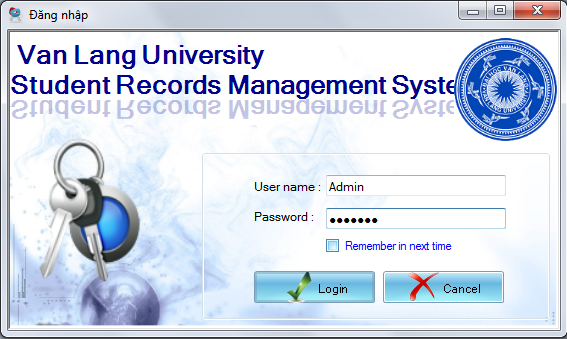 Đăng nhập
Van Lang University
Student Records Management Syste
User name : Admin
Password : •••••••
Remember in next time
Login
Cancel